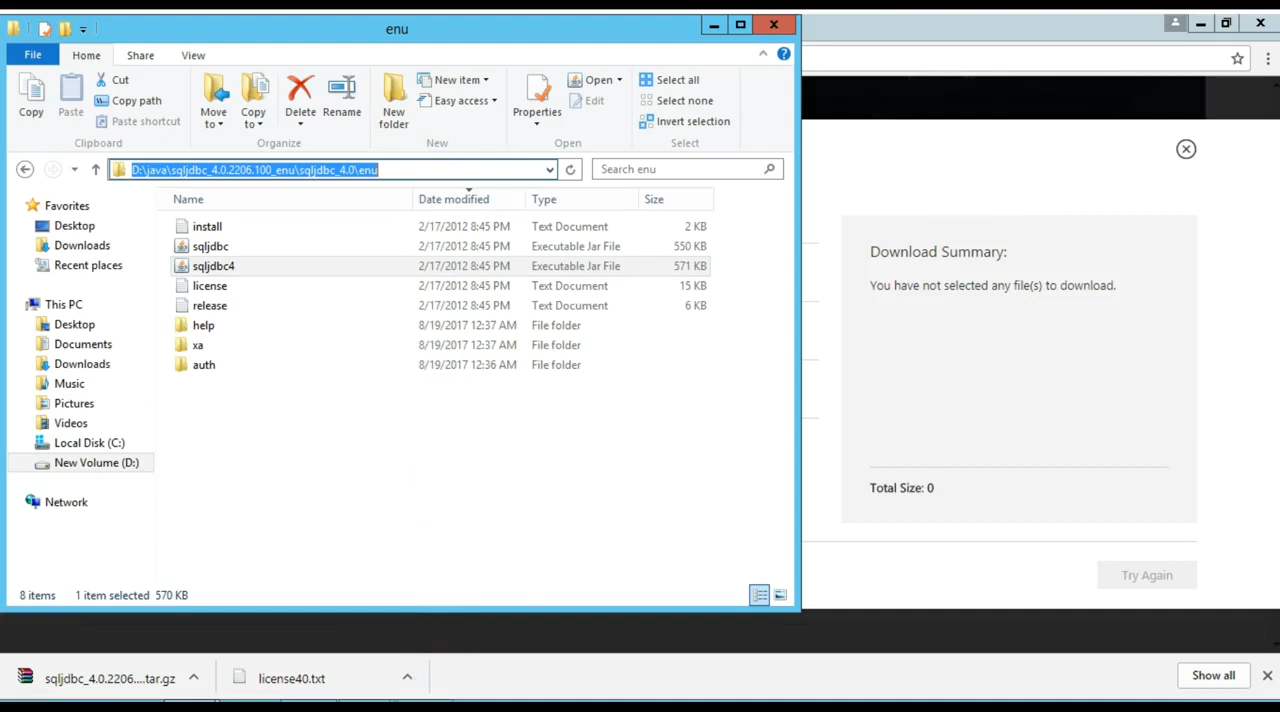 enu
File Home Share View
Copy
Paste
Cut
Copy path
Paste shortcut
Clipboard
Move to
Copy to
Delete
Rename
Organize
New folder
New item
Easy access
New
Properties
Open
Edit
Open
Select all
Select none
Invert selection
Select
D:\java\sqljdbc_4.0.2206.100_enu\sqljdbc_4.0\enu
Search enu
Name Date modified Type Size
install 2/17/2012 8:45 PM Text Document 2 KB
sqljdbc 2/17/2012 8:45 PM Executable Jar File 550 KB
sqljdbc4 2/17/2012 8:45 PM Executable Jar File 571 KB
license 2/17/2012 8:45 PM Text Document 15 KB
release 2/17/2012 8:45 PM Text Document 6 KB
help 8/19/2017 12:37 AM File folder
xa 8/19/2017 12:37 AM File folder
auth 8/19/2017 12:36 AM File folder
Favorites
Desktop
Downloads
Recent places
This PC
Desktop
Documents
Downloads
Music
Pictures
Videos
Local Disk (C:)
New Volume (D:)
Network
8 items 1 item selected 570 KB
Download Summary:
You have not selected any file(s) to download.
Total Size: 0
Try Again
sqljdbc_4.0.2206....tar.gz
license40.txt
Show all